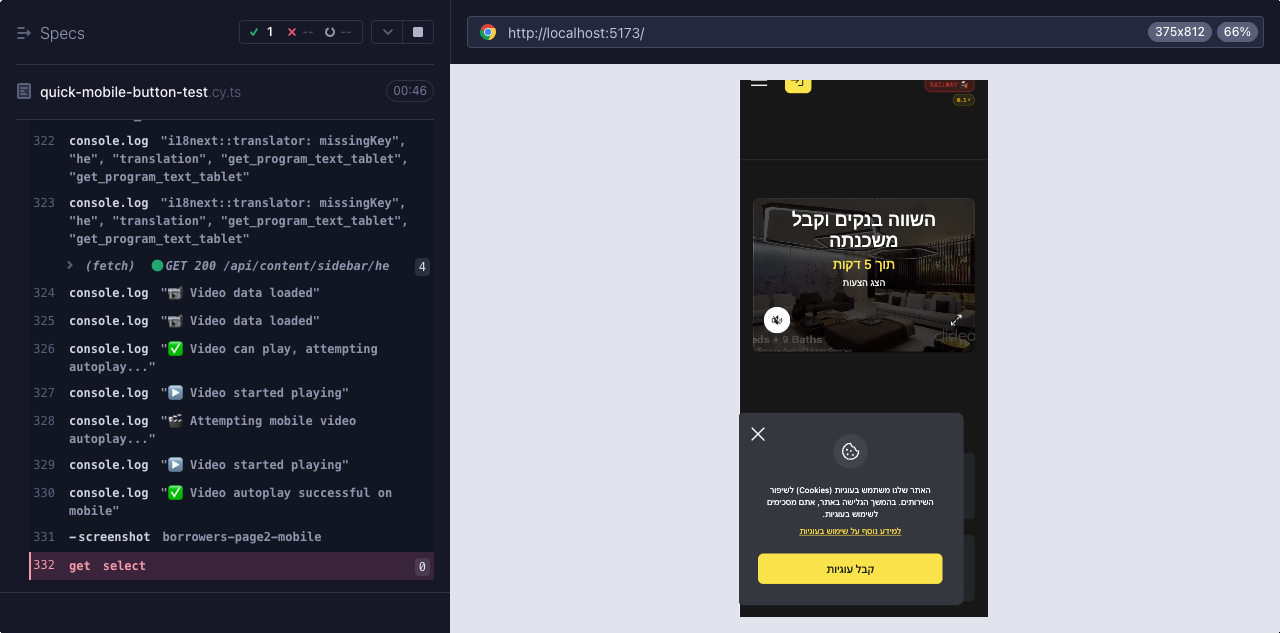 Specs
1
--
--
http://localhost:5173/
375x812
66%
quick-mobile-button-test.cy.ts
00:46
322 console.log "i18next::translator: missingKey",
"he", "translation", "get_program_text_tablet",
"get_program_text_tablet"
323 console.log "i18next::translator: missingKey",
"he", "translation", "get_program_text_tablet",
"get_program_text_tablet"
(fetch) GET 200 /api/content/sidebar/he 4
324 console.log "📹 Video data loaded"
325 console.log "📹 Video data loaded"
326 console.log "✅ Video can play, attempting
autoplay..."
327 console.log "▶️ Video started playing"
328 console.log "🎬 Attempting mobile video
autoplay..."
329 console.log "▶️ Video started playing"
330 console.log "✅ Video autoplay successful on
mobile"
331 -screenshot borrowers-page2-mobile
332 get select 0
RAILWAY
השווה בנקים וקבל
משכנתה
תוך 5 דקות
הצג הצעות
eds + 9 Baths
clideo
האתר שלנו משתמש בעוגיות (Cookies) לשיפור
השירותים. בהמשך הגלישה באתר, אתם מסכימים
לשימוש בעוגיות.
למידע נוסף על שימוש בעוגיות
קבל עוגיות